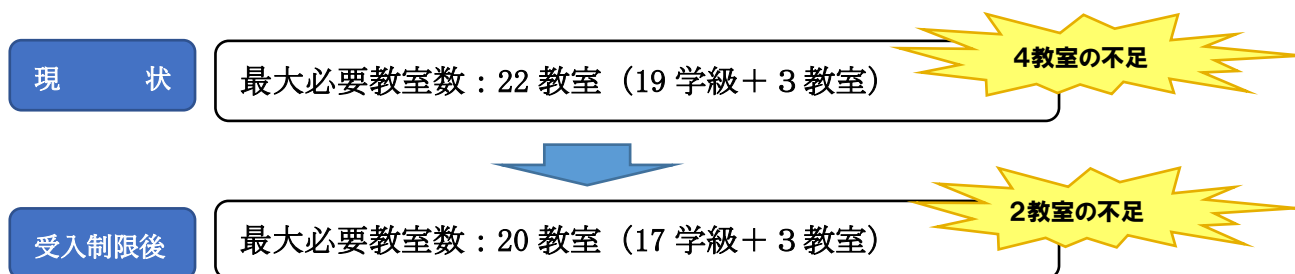 現　　　状
最大必要教室数：22 教室（19 学級＋３教室）
4教室の不足
受入制限後
最大必要教室数：20 教室（17 学級＋３教室）
2教室の不足